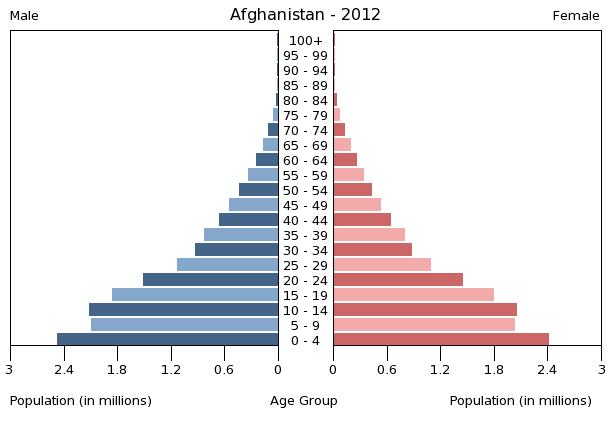 Male Afghanistan - 2012 Female
100+
95 - 99
90 - 94
85 - 89
80 - 84
75 - 79
70 - 74
65 - 69
60 - 64
55 - 59
50 - 54
45 - 49
40 - 44
35 - 39
30 - 34
25 - 29
20 - 24
15 - 19
10 - 14
5 - 9
0 - 4
3 2.4 1.8 1.2 0.6 0 0 0.6 1.2 1.8 2.4 3
Population (in millions) Age Group Population (in millions)